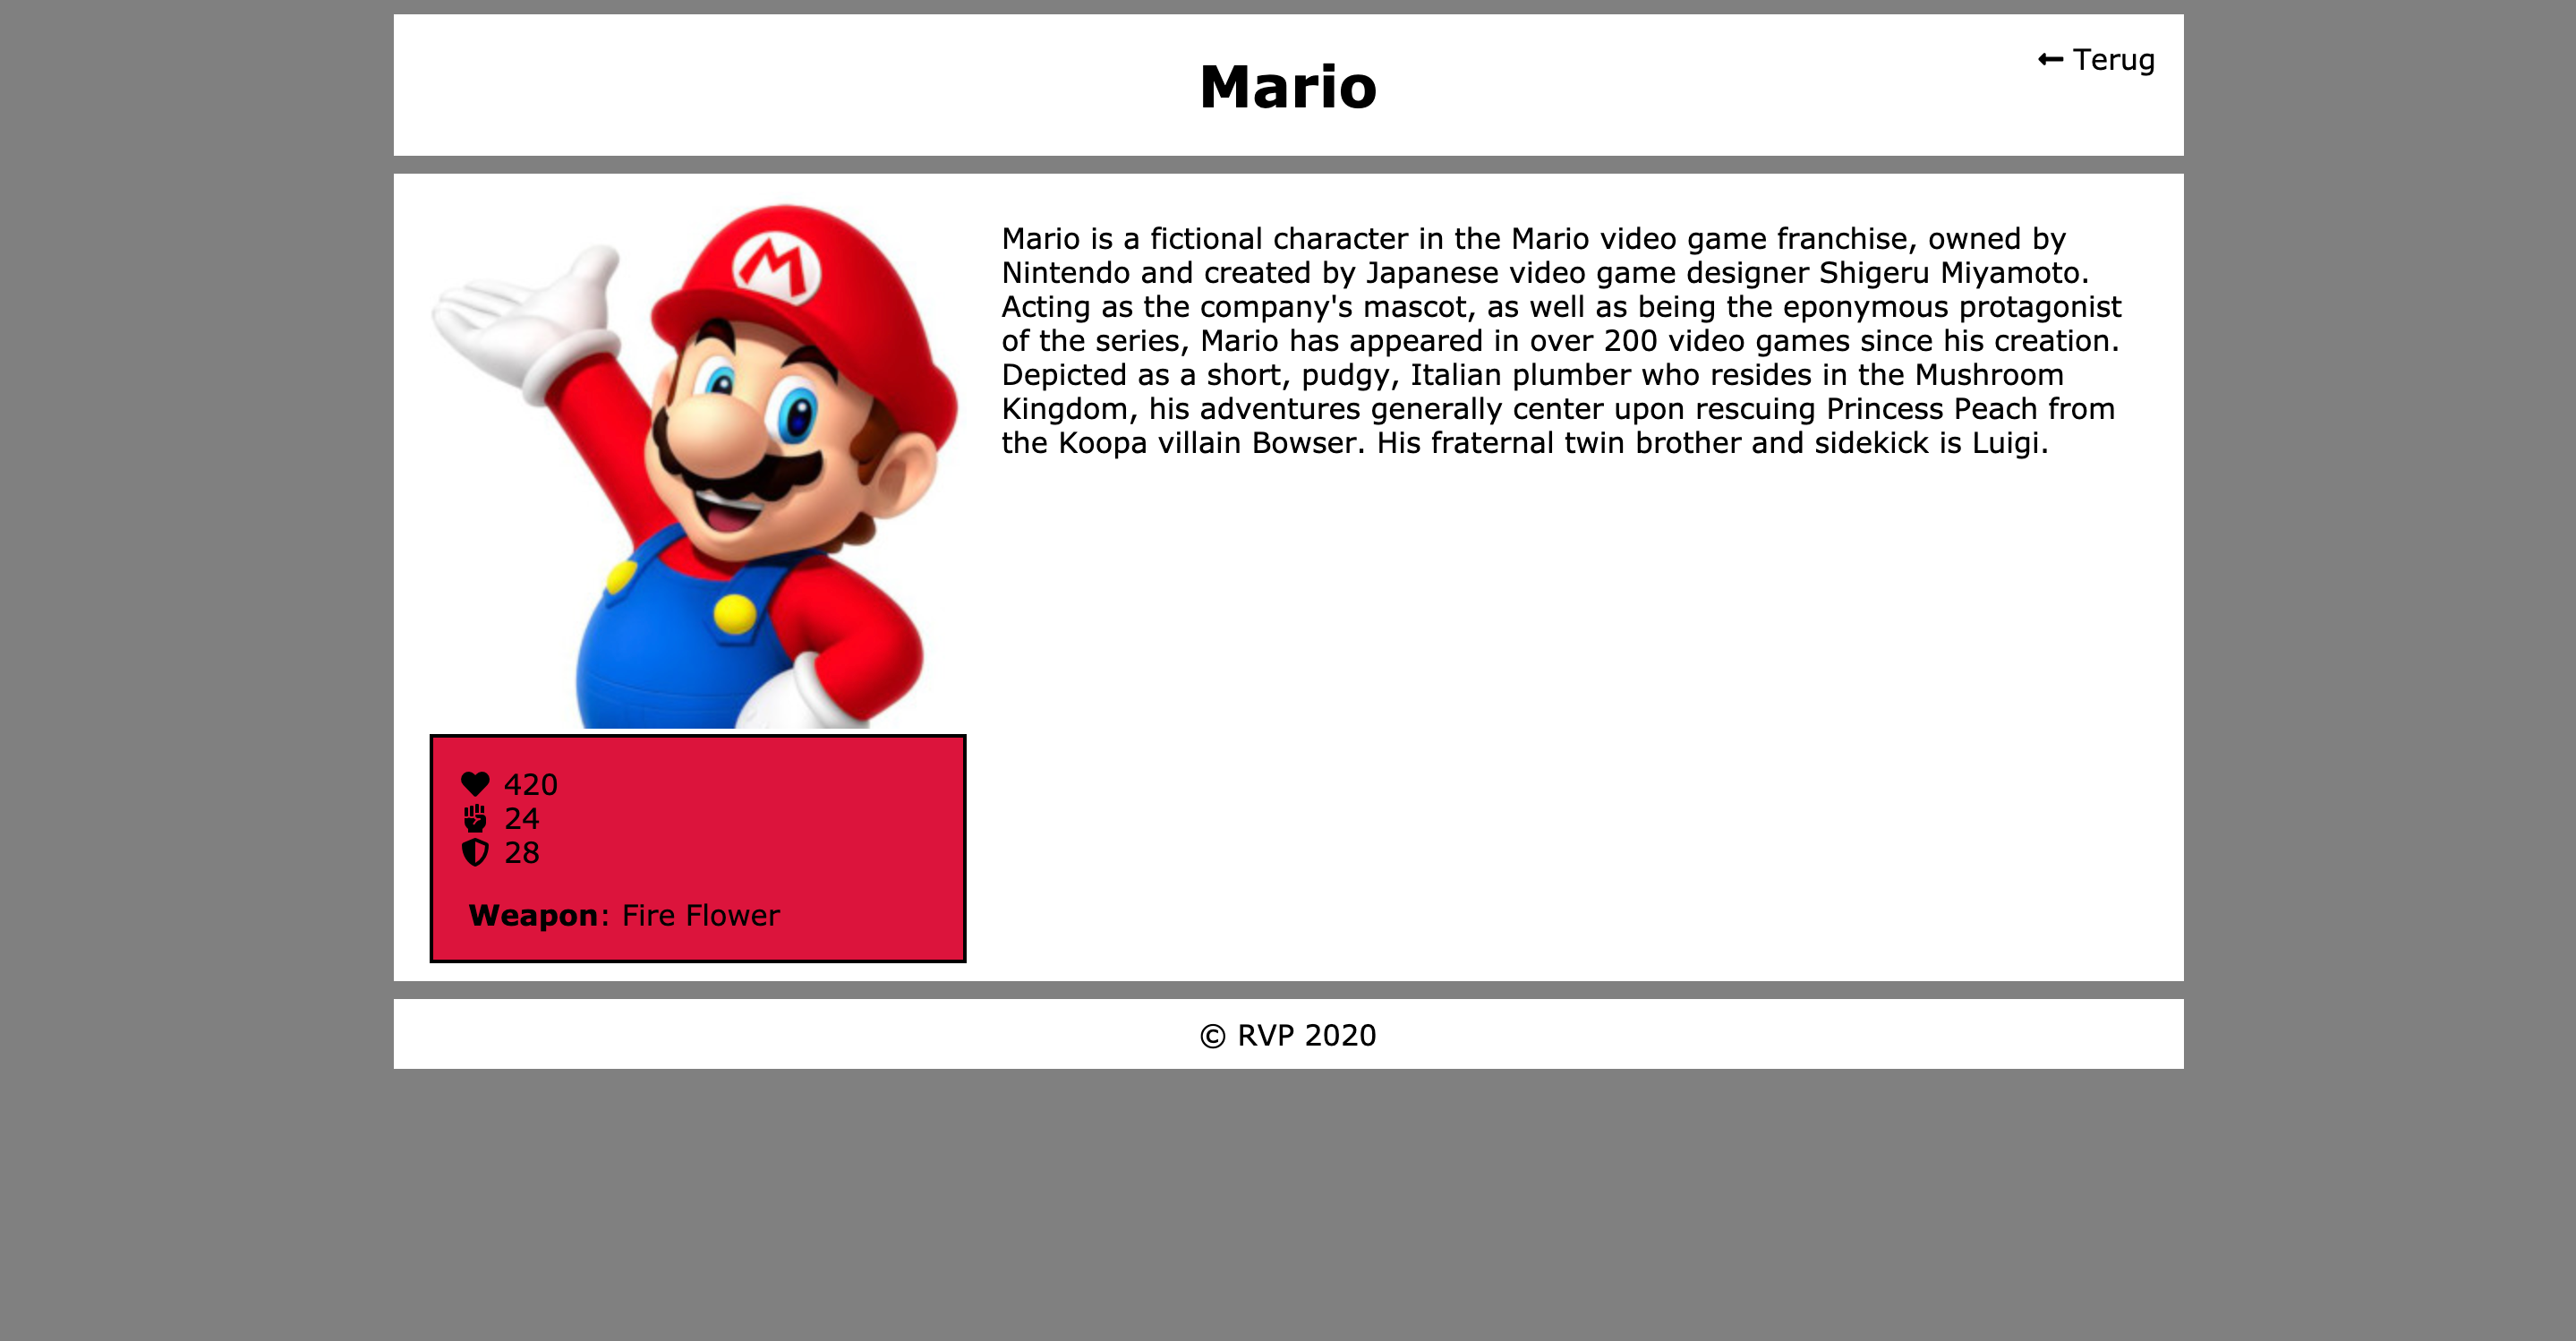 Mario
Terug
M
Mario is a fictional character in the Mario video game franchise, owned by
Nintendo and created by Japanese video game designer Shigeru Miyamoto.
Acting as the company's mascot, as well as being the eponymous protagonist
of the series, Mario has appeared in over 200 video games since his creation.
Depicted as a short, pudgy, Italian plumber who resides in the Mushroom
Kingdom, his adventures generally center upon rescuing Princess Peach from
the Koopa villain Bowser. His fraternal twin brother and sidekick is Luigi.
420
24
28
Weapon: Fire Flower
© RVP 2020